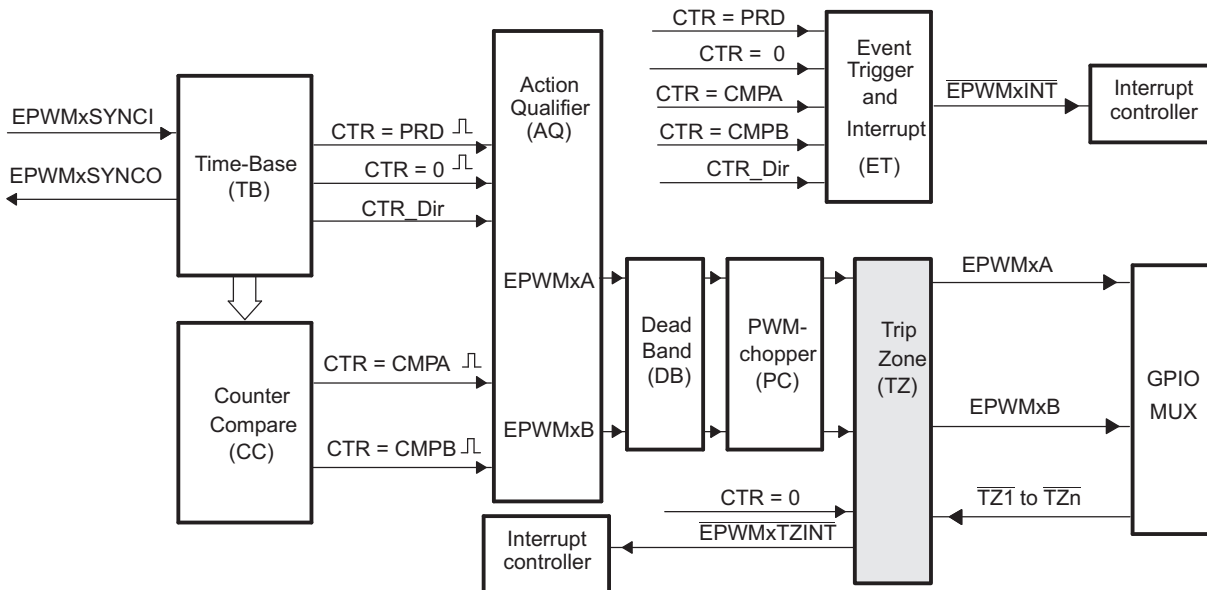 EPWMxSYNCI
EPWMxSYNCO
Time-Base
(TB)
CTR = PRD
CTR = 0
CTR_Dir
Counter
Compare
(CC)
CTR = CMPA
CTR = CMPB
Action
Qualifier
(AQ)
EPWMxA
EPWMxB
CTR = PRD
CTR = 0
CTR = CMPA
CTR = CMPB
CTR_Dir
Event
Trigger
and
Interrupt
(ET)
EPWMxINT
Interrupt
controller
Dead
Band
(DB)
PWM-
chopper
(PC)
Trip
Zone
(TZ)
EPWMxA
EPWMxB
TZ1 to TZn
GPIO
MUX
CTR = 0
EPWMxTZINT
Interrupt
controller